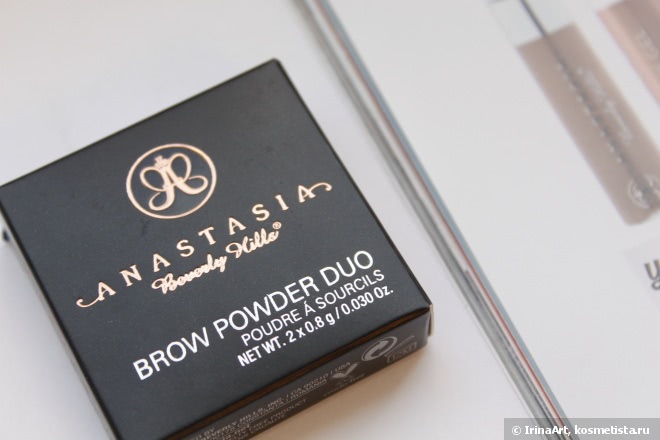 A
ANASTASIA
Beverly Hills®
BROW POWDER DUO
POUDRE Á SOURCILS
NET WT. 2 x 0.8 g / 0.030 Oz.
© IrinaArt, kosmetista.ru